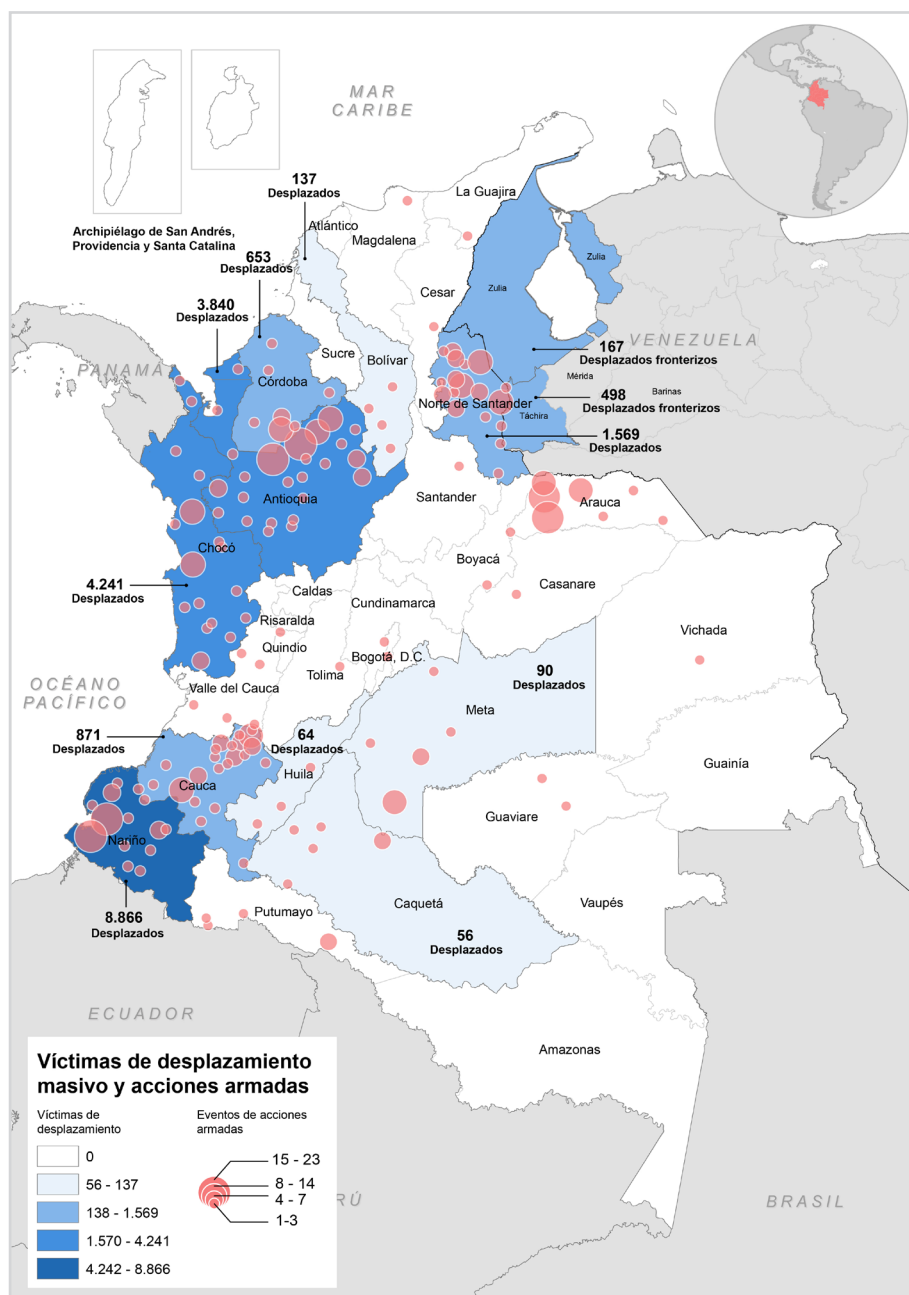 MAR
CARIBE
137
Desplazados
La Guajira
Atlántico
Magdalena
Archipiélago de San Andrés,
Providencia y Santa Catalina
653
Desplazados
Zulia
Zulia
Cesar
3.840
Desplazados
Sucre
Bolívar
VENEZUELA
167
Desplazados fronterizos
PANAMÁ
Córdoba
Mérida
Barinas
498
Desplazados fronterizos
Norte de Santander
Táchira
1.569
Desplazados
Santander
Arauca
Antioquia
Chocó
Boyacá
Casanare
4.241
Desplazados
Caldas
Cundinamarca
Risaralda
Quindio
Vichada
Bogotá, D.C.
Tolima
90
Desplazados
OCÉANO
PACÍFICO
Valle del Cauca
Meta
871
Desplazados
64
Desplazados
Huila
Guainía
Cauca
Guaviare
Nariño
Caquetá
Vaupés
8.866
Desplazados
Putumayo
56
Desplazados
ECUADOR
Amazonas
Víctimas de desplazamiento
masivo y acciones armadas
Víctimas de
desplazamiento
0
56 - 137
138 - 1.569
1.570 - 4.241
4.242 - 8.866
Eventos de acciones
armadas
15 - 23
8 - 14
4 - 7
1-3
RÚ
BRASIL